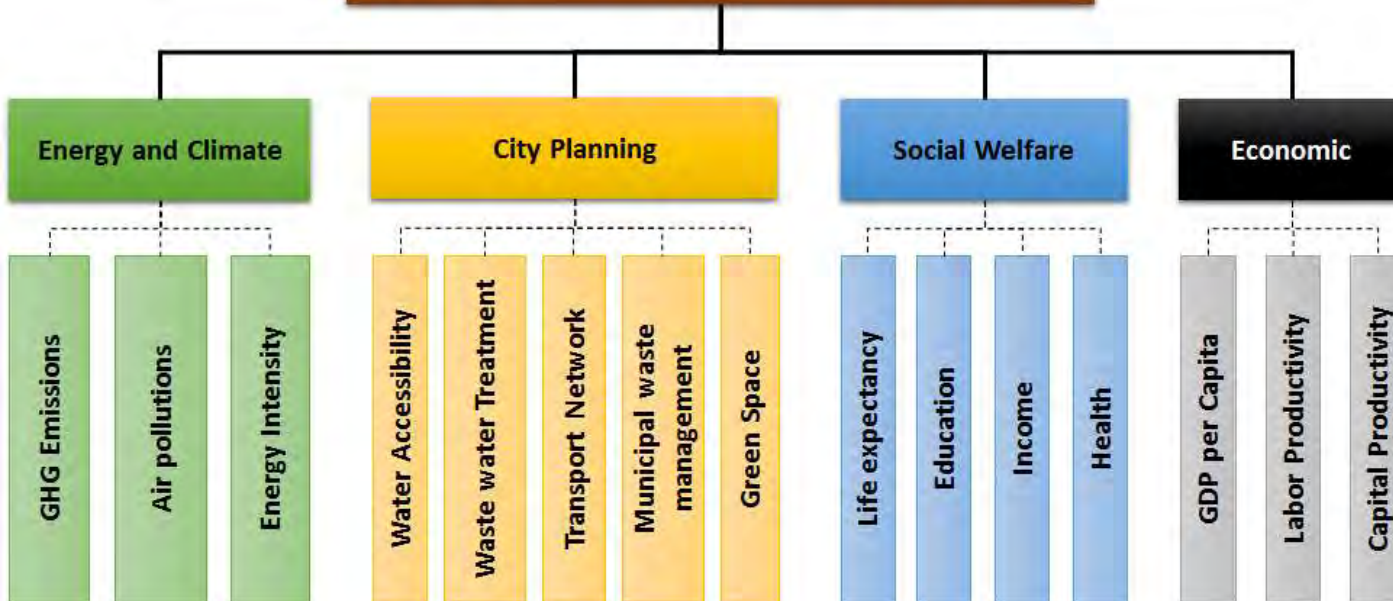 Energy and Climate
City Planning
Social Welfare
Economic
GHG Emissions
Air pollutions
Energy Intensity
Water Accessibility
Waste water Treatment
Transport Network
Municipal waste
management
Green Space
Life expectancy
Education
Income
Health
GDP per Capita
Labor Productivity
Capital Productivity